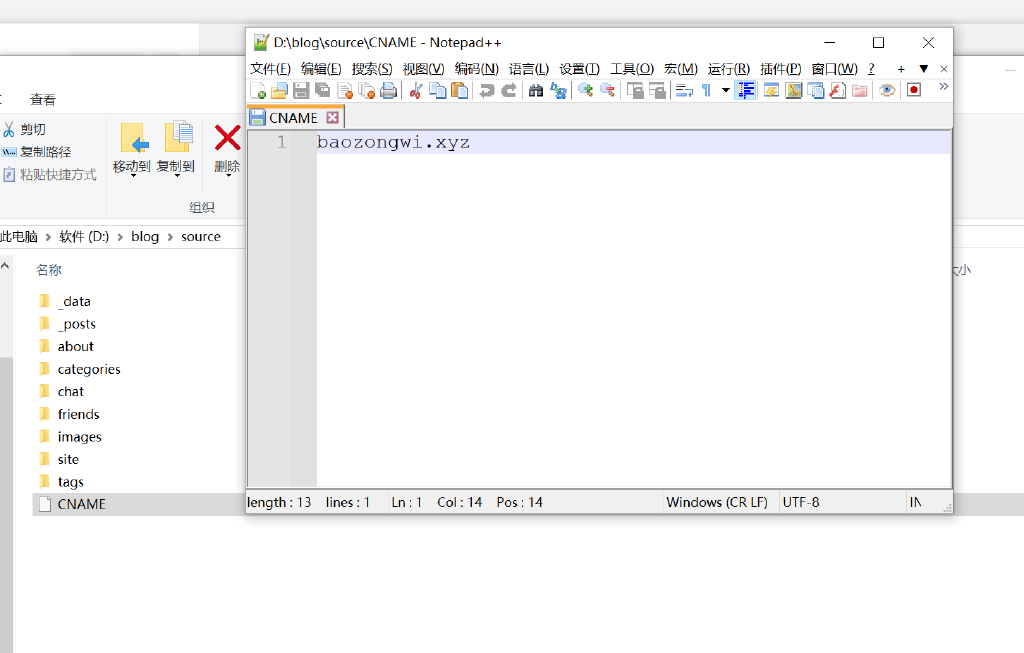 D:\blog\source\CNAME - Notepad++
文件(F) 编辑(E) 搜索(S) 视图(V) 编码(N) 语言(L) 设置(T) 工具(O) 宏(M) 运行(R) 插件(P) 窗口(W) ? + ▼ ×
CNAME
1 baozongwi.xyz
length : 13 lines : 1 Ln : 1 Col : 14 Pos : 14 Windows (CR LF) UTF-8 IN
查看
剪切
复制路径
粘贴快捷方式
移动到 复制到 删除
组织
此电脑 > 软件 (D:) > blog > source
名称
大小
_data
_posts
about
categories
chat
friends
images
site
tags
CNAME